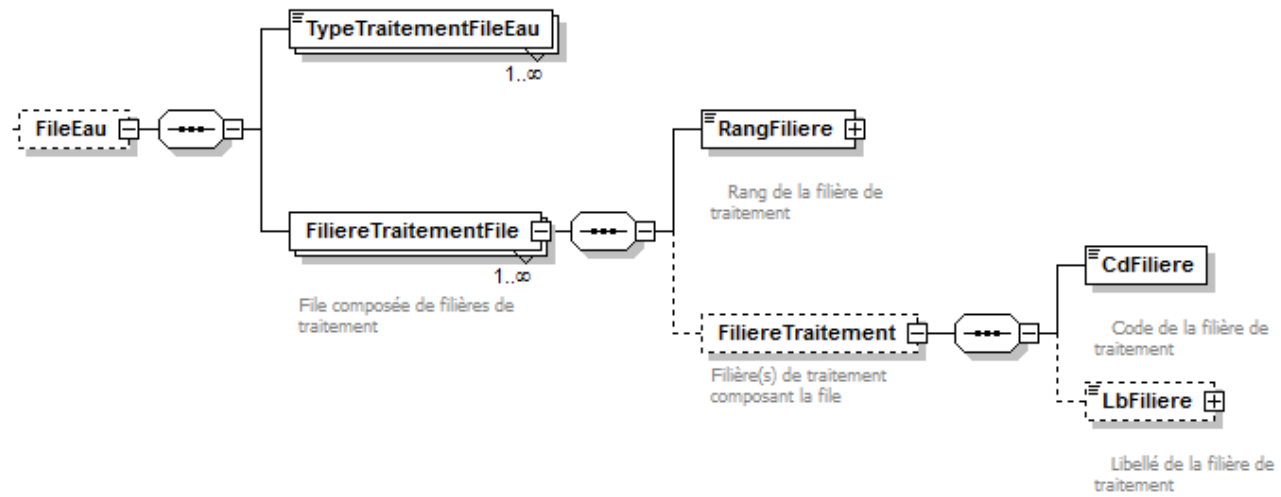 TypeTraitementFileEau
1..∞
FileEau
RangFiliere
Rang de la filière de
traitement
FiliereTraitementFile
1..∞
File composée de filières de
traitement
CdFiliere
Code de la filière de
traitement
FiliereTraitement
Filière(s) de traitement
composant la file
LbFiliere
Libellé de la filière de
traitement